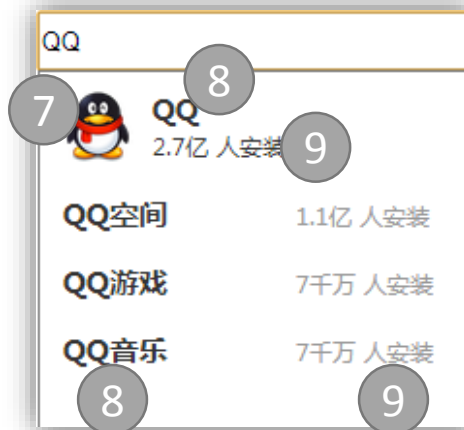 QQ
8
7
QQ
2.7亿 人安装
9
QQ空间 1.1亿 人安装
QQ游戏 7千万 人安装
QQ音乐 7千万 人安装
8 9